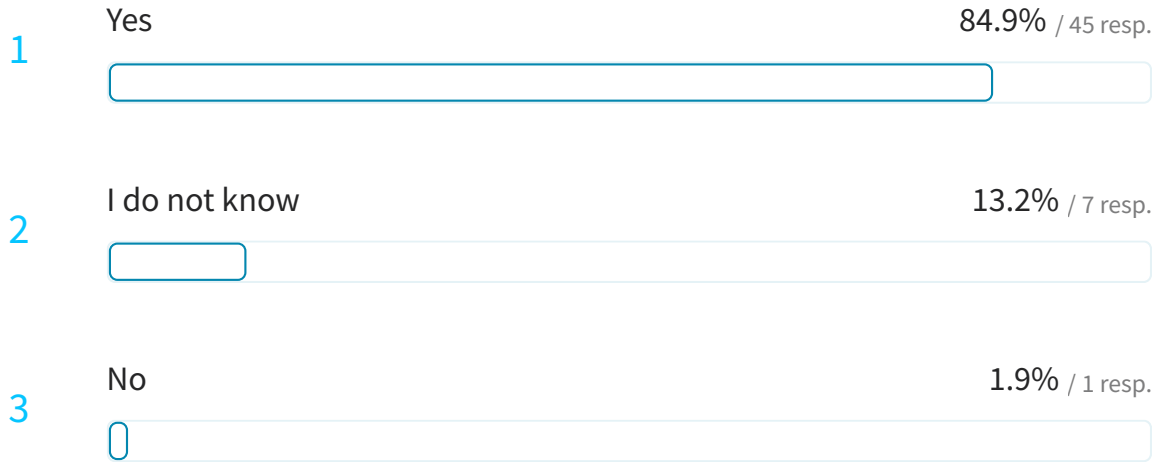 1 Yes 84.9% / 45 resp.
2 I do not know 13.2% / 7 resp.
3 No 1.9% / 1 resp.